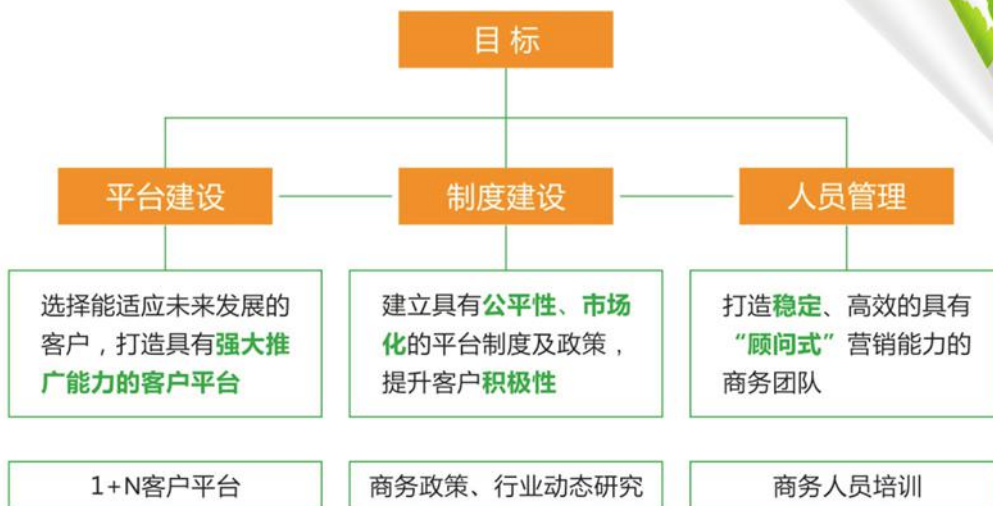 目标
平台建设
制度建设
人员管理
选择能适应未来发展的
客户，打造具有强大推
广能力的客户平台
建立具有公平性、市场
化的平台制度及政策，
提升客户积极性
打造稳定、高效的具有
“顾问式”营销能力的
商务团队
1+N客户平台
商务政策、行业动态研究
商务人员培训